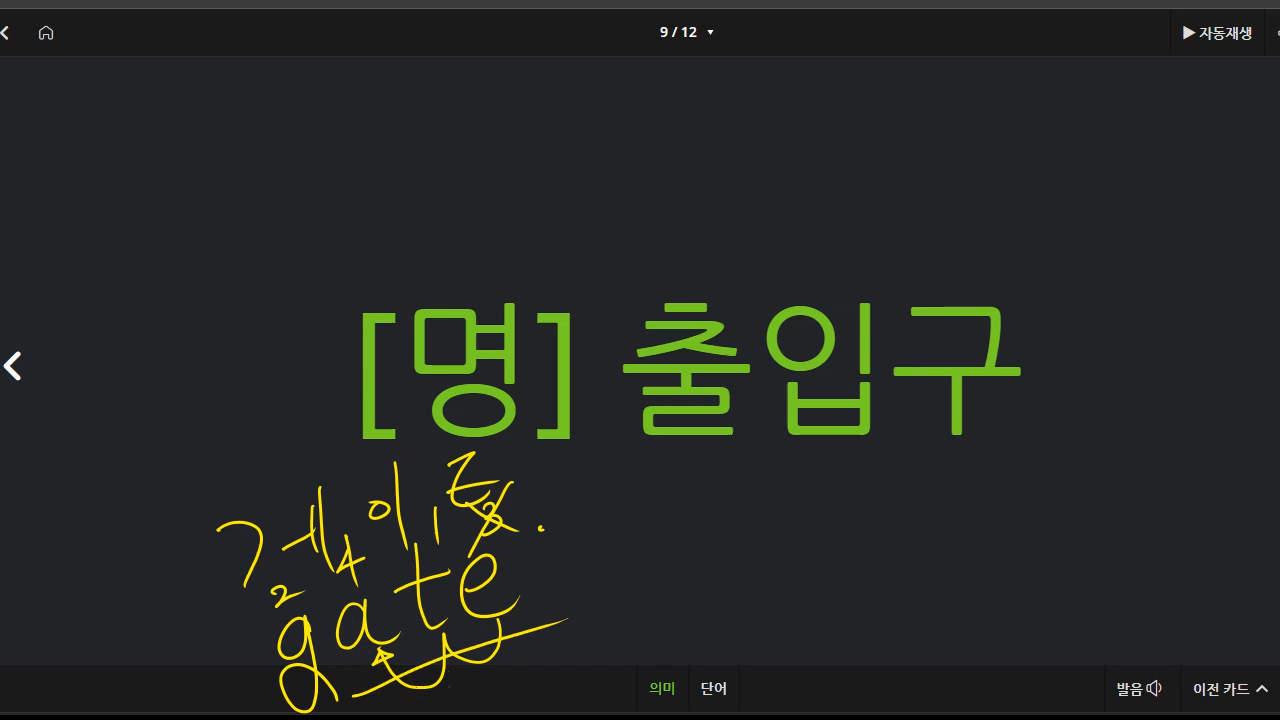 9 / 12
자동재생
[명] 출입구
게이트
gate
의미
단어
발음
이전 카드